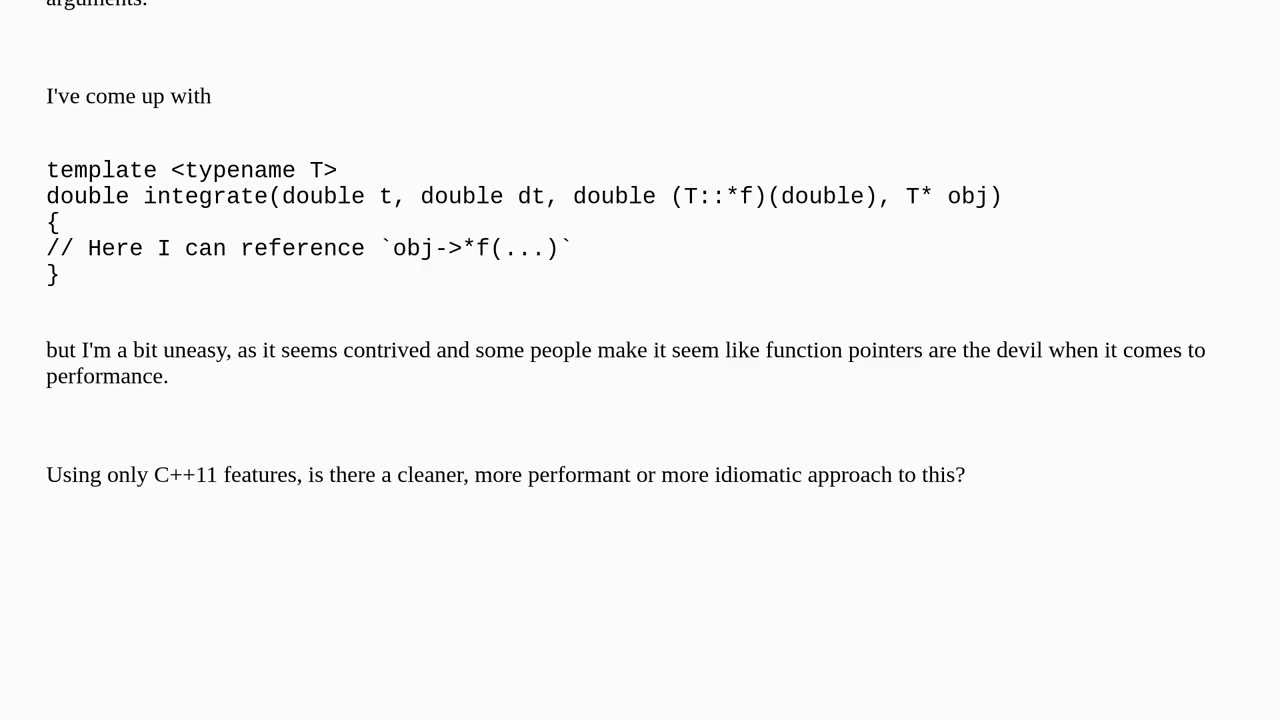 arguments.
I've come up with
template <typename T>
double integrate(double t, double dt, double (T::*f)(double), T* obj)
{
// Here I can reference `obj->*f(...)`
}
but I'm a bit uneasy, as it seems contrived and some people make it seem like function pointers are the devil when it comes to
performance.
Using only C++11 features, is there a cleaner, more performant or more idiomatic approach to this?